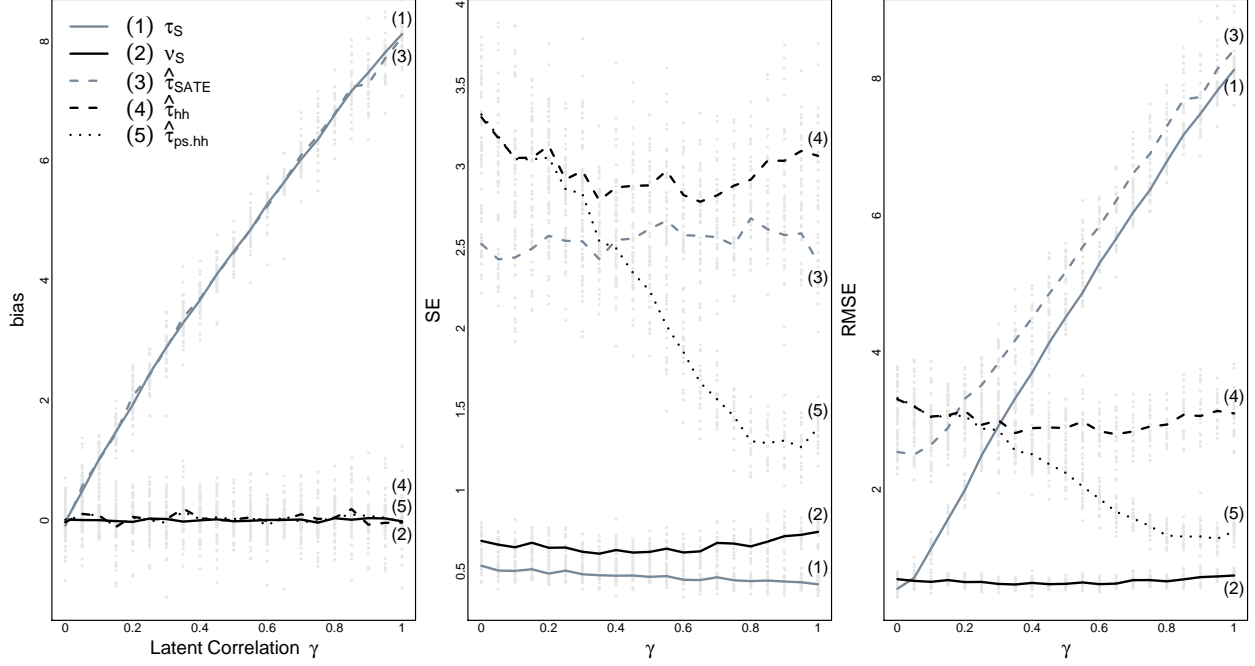 (1) τS
(2) νS
(3) τ̂SATE
(4) τ̂hh
(5) τ̂ps.hh
(1)
(3)
(4)
(5)
(2)
bias
8
6
4
2
0
0 0.2 0.4 0.6 0.8 1
Latent Correlation γ
SE
4
3.5
3
2.5
2
1.5
1
0.5
(4)
(3)
(5)
(2)
(1)
0 0.2 0.4 0.6 0.8 1
γ
RMSE
8
6
4
2
(3)
(1)
(4)
(5)
(2)
0 0.2 0.4 0.6 0.8 1
γ